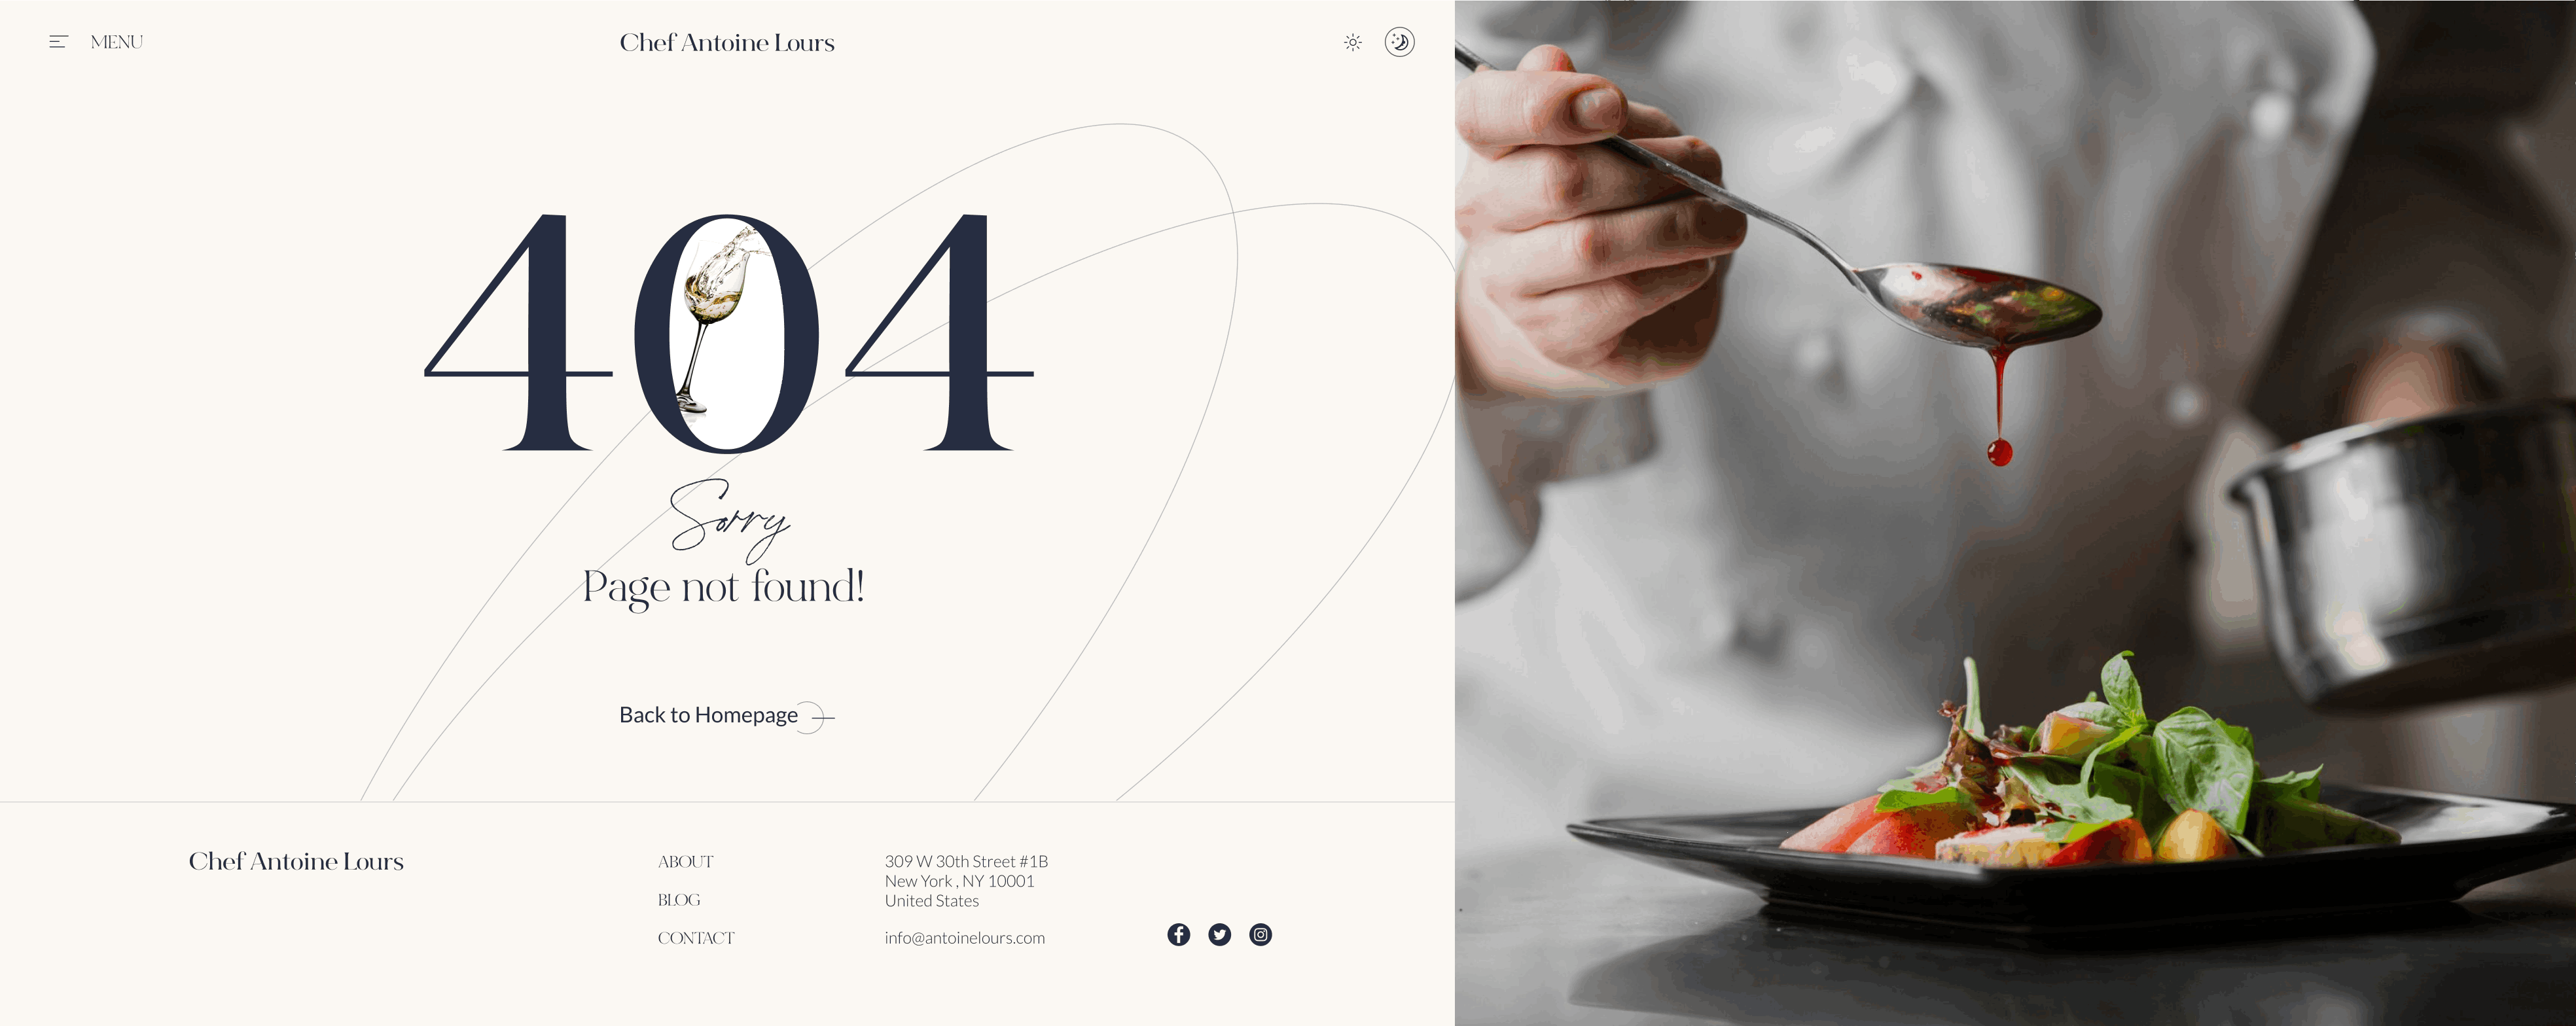 MENU
Chef Antoine Lours
404
Sorry
Page not found!
Back to Homepage
Chef Antoine Lours
ABOUT
BLOG
CONTACT
309 W 30th Street #1B
New York , NY 10001
United States
info@antoinelours.com